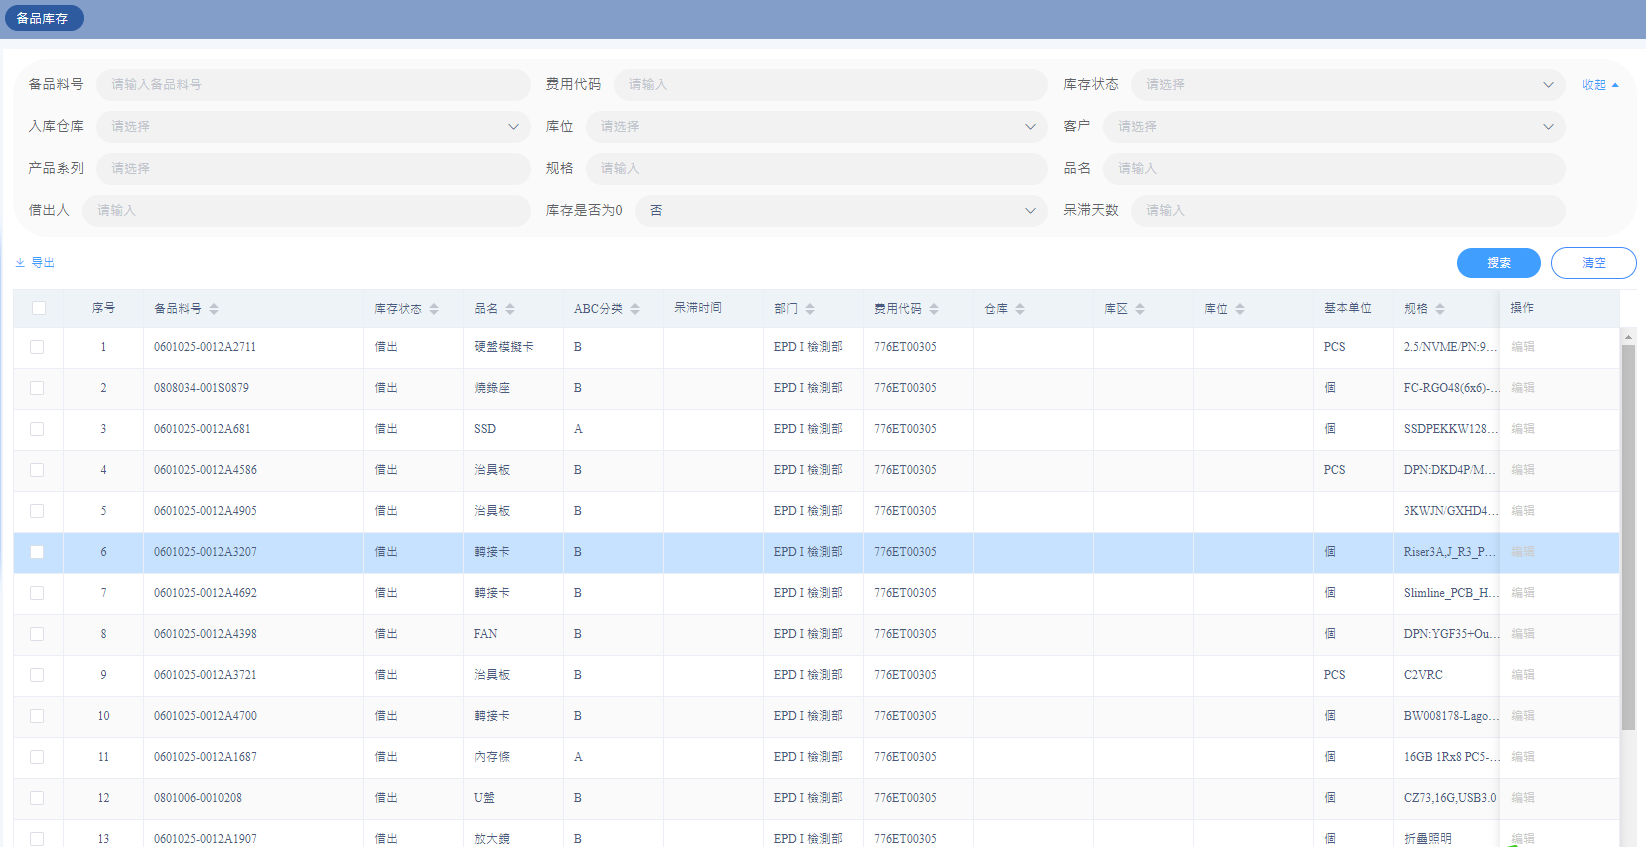 备品库存
备品料号 请输入备品料号 费用代码 请输入 库存状态 请选择 收起
入库仓库 请选择 库位 请选择 客户 请选择
产品系列 请选择 规格 请输入 品名 请输入
借出人 请输入 库存是否为0 否 呆滞天数 请输入
导出 搜索 清空
序号 备品料号 库存状态 品名 ABC分类 呆滞时间 部门 费用代码 仓库 库区 库位 基本单位 规格 操作
1 0601025-0012A2711 借出 硬盤模擬卡 B EPD I 檢測部 776ET00305 PCS 2.5/NVME/PN:9... 编辑
2 0808034-001S0879 借出 燒錄座 B EPD I 檢測部 776ET00305 個 FC-RGO48(6x6)-... 编辑
3 0601025-0012A681 借出 SSD A EPD I 檢測部 776ET00305 個 SSDPEKKW128... 编辑
4 0601025-0012A4586 借出 治具板 B EPD I 檢測部 776ET00305 PCS DPN:DKD4P/M... 编辑
5 0601025-0012A4905 借出 治具板 B EPD I 檢測部 776ET00305 3KWJN/GXHD4... 编辑
6 0601025-0012A3207 借出 轉接卡 B EPD I 檢測部 776ET00305 個 Riser3A,J_R3_P... 编辑
7 0601025-0012A4692 借出 轉接卡 B EPD I 檢測部 776ET00305 個 Slimline_PCB_H... 编辑
8 0601025-0012A4398 借出 FAN B EPD I 檢測部 776ET00305 個 DPN:YGF35+Ou... 编辑
9 0601025-0012A3721 借出 治具板 B EPD I 檢測部 776ET00305 PCS C2VRC 编辑
10 0601025-0012A4700 借出 轉接卡 B EPD I 檢測部 776ET00305 個 BW008178-Lago... 编辑
11 0601025-0012A1687 借出 內存條 A EPD I 檢測部 776ET00305 個 16GB 1Rx8 PC5-... 编辑
12 0801006-0010208 借出 U盤 B EPD I 檢測部 776ET00305 個 CZ73,16G,USB3.0 编辑
13 0601025-0012A1907 借出 放大鏡 B EPD I 檢測部 776ET00305 個 折疊照明 编辑